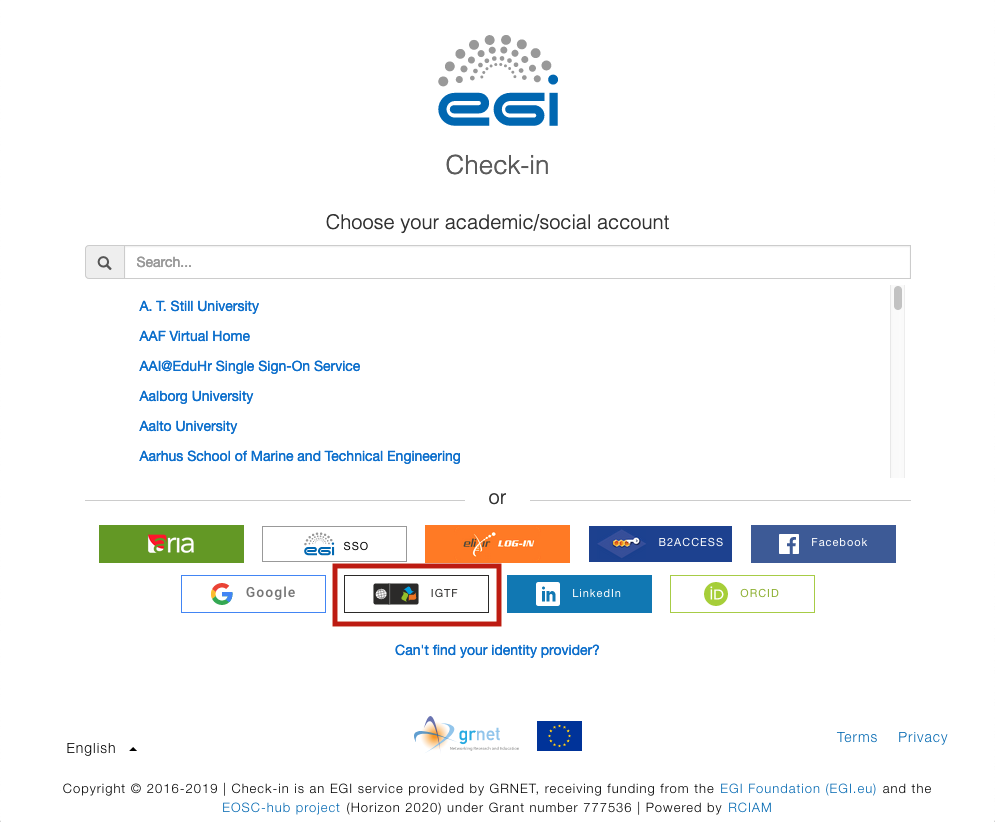 egi
Check-in
Choose your academic/social account
Search...
A. T. Still University
AAF Virtual Home
AAI@EduHr Single Sign-On Service
Aalborg University
Aalto University
Aarhus School of Marine and Technical Engineering
or
aria
egi SSO
elixir LOG-IN
B2ACCESS
Facebook
Google
IGTF
in LinkedIn
iD ORCID
Can't find your identity provider?
English
grnet
Networking Research and Education
Terms Privacy
Copyright © 2016-2019 | Check-in is an EGI service provided by GRNET, receiving funding from the EGI Foundation (EGI.eu) and the
EOSC-hub project (Horizon 2020) under Grant number 777536 | Powered by RCIAM